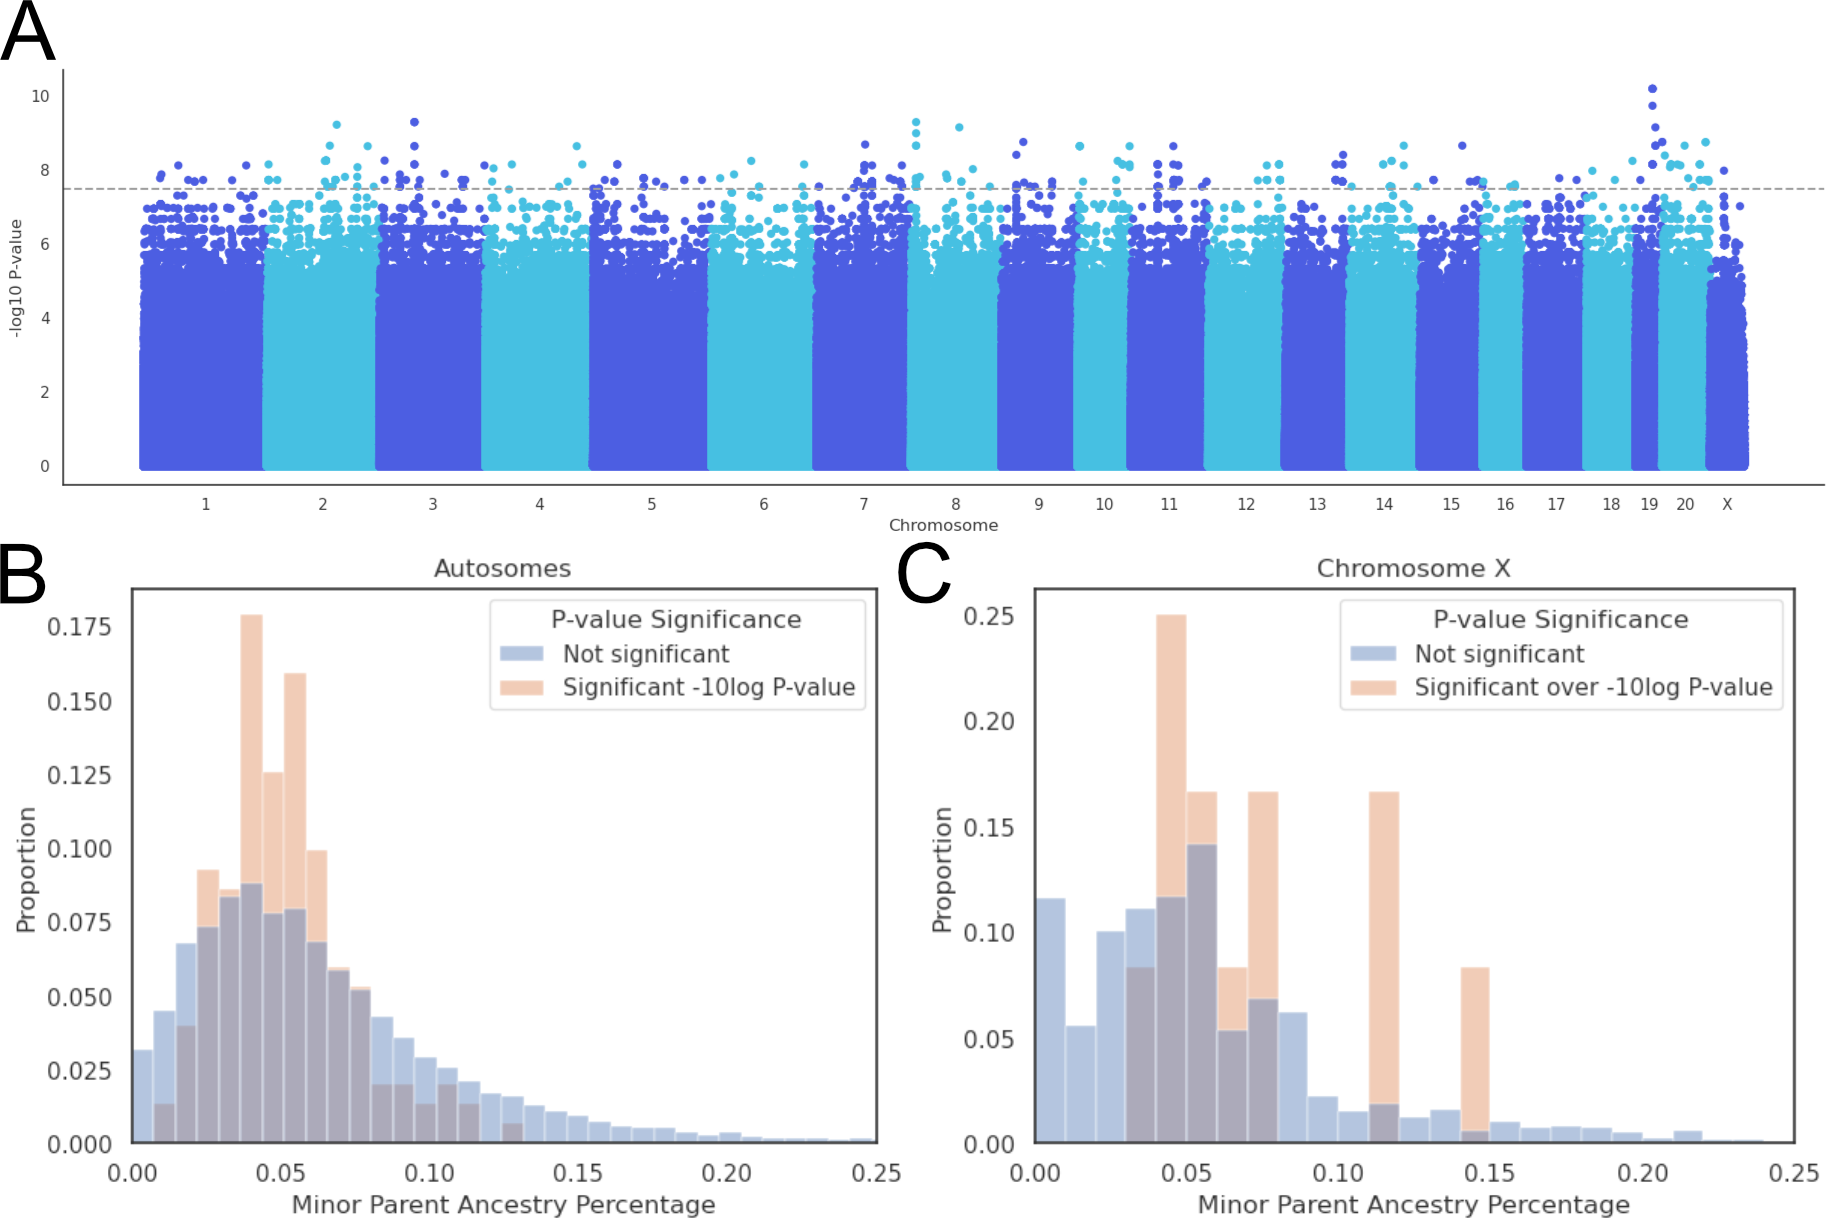 A
10
8
6
4
2
0
-log10 P-value
1 2 3 4 5 6 7 8 9 10 11 12 13 14 15 16 17 18 19 20 X
Chromosome
B
Autosomes
P-value Significance
Not significant
Significant -10log P-value
0.175
0.150
0.125
0.100
0.075
0.050
0.025
0.000
Proportion
0.00 0.05 0.10 0.15 0.20 0.25
Minor Parent Ancestry Percentage
C
Chromosome X
P-value Significance
Not significant
Significant over -10log P-value
0.25
0.20
0.15
0.10
0.05
0.00
Proportion
0.00 0.05 0.10 0.15 0.20 0.25
Minor Parent Ancestry Percentage